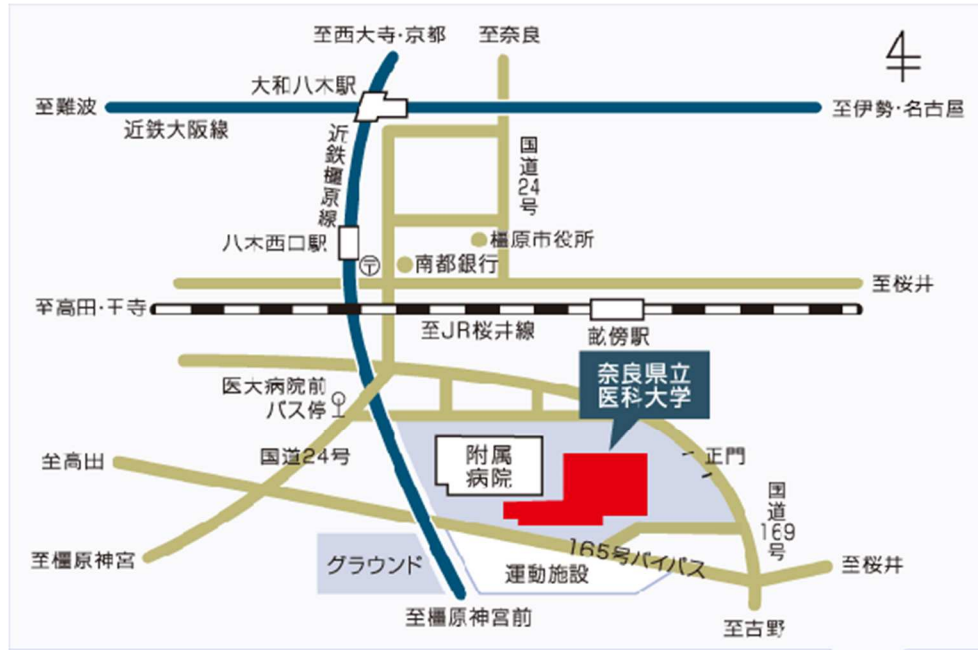 至西大寺・京都
至奈良
大和八木駅
至難波
至伊勢・名古屋
近鉄大阪線
近鉄橿原線
国道24号
八木西口駅
橿原市役所
〒
南都銀行
至桜井
至高田・王寺
至JR桜井線
畝傍駅
奈良県立
医科大学
医大病院前
バス停
附属
病院
国道24号
正門
至高田
国道169号
165号バイパス
至橿原神宮
グラウンド
運動施設
至桜井
至橿原神宮前
至吉野